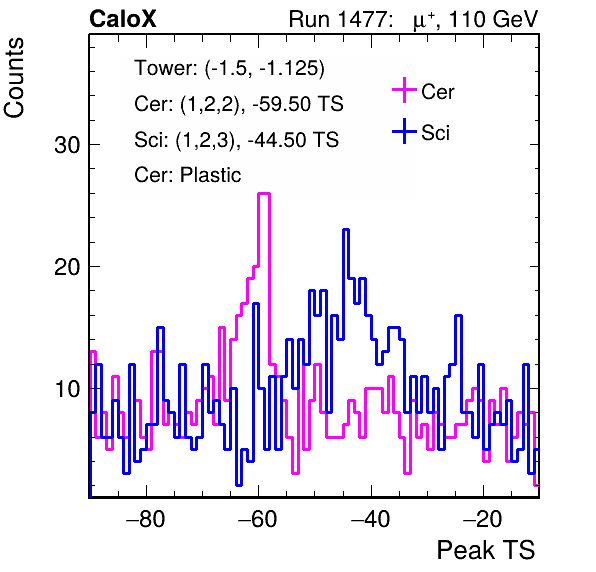 CaloX Run 1477: μ⁺, 110 GeV
Counts
Tower: (-1.5, -1.125)
Cer: (1,2,2), -59.50 TS
Sci: (1,2,3), -44.50 TS
Cer: Plastic
Cer
Sci
30
20
10
−80 −60 −40 −20
Peak TS